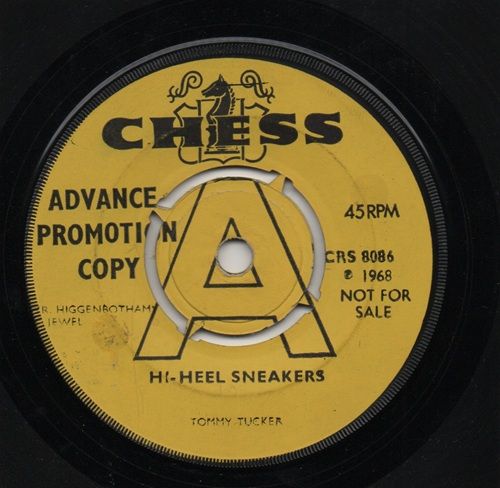 CHESS
ADVANCE
PROMOTION
COPY
45RPM
CRS 8086
℗ 1968
NOT FOR
SALE
R. HIGGENBOTHAM
JEWEL
A
HI-HEEL SNEAKERS
TOMMY TUCKER